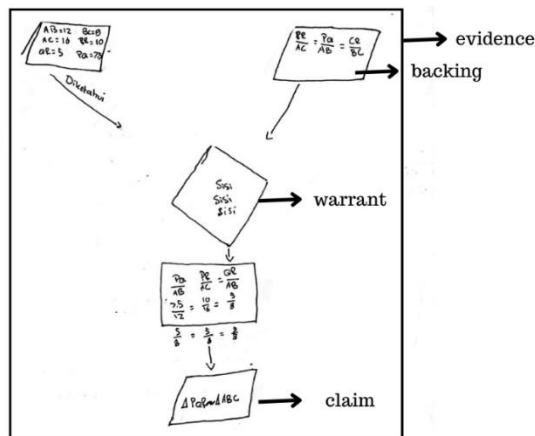 AB=12 BC=8
AC=16 PR=10
QR=5 PQ=7,5
Diketahui
PR/AC = PQ/AB = QR/BC
evidence
backing
Sisi
Sisi
Sisi
warrant
PQ/AB PR/AC = QR/AB
7.5/12 = 10/16 = 5/8
5/8 = 5/8 = 5/8
ΔPQR∾ΔABC
claim